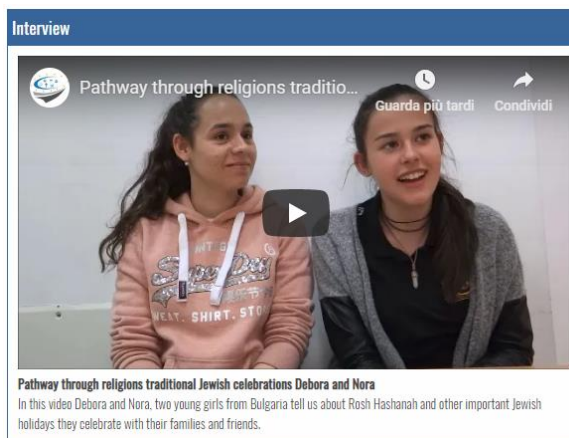 Interview
Pathway through religions traditio...
Guarda più tardi
Condividi
SuperDry
Pathway through religions traditional Jewish celebrations Debora and Nora
In this video Debora and Nora, two young girls from Bulgaria tell us about Rosh Hashanah and other important Jewish
holidays they celebrate with their families and friends.